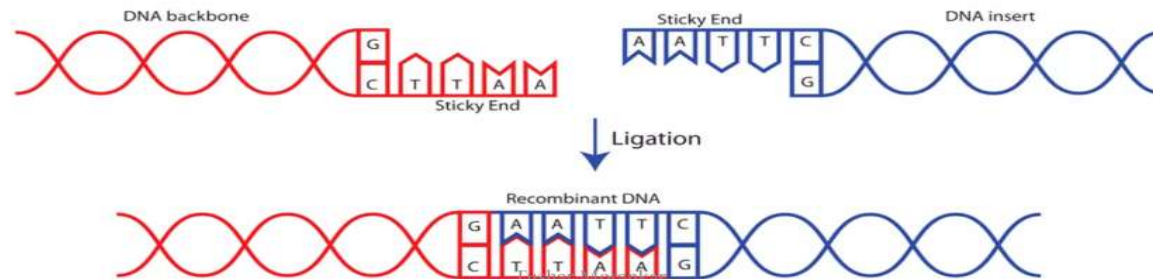 DNA backbone
G
C T T A A
Sticky End
Sticky End
A A T T C
G
DNA insert
Ligation
Recombinant DNA
G A A T T C
C T T A A G